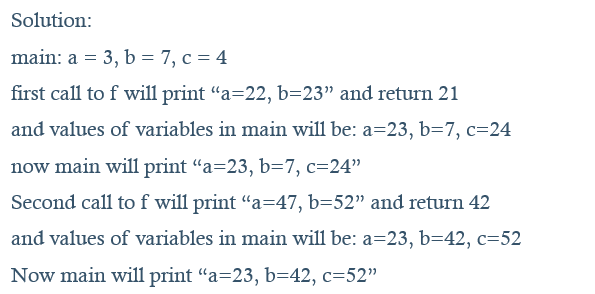 Solution:
main: a = 3, b = 7, c = 4
first call to f will print “a=22, b=23” and return 21
and values of variables in main will be: a=23, b=7, c=24
now main will print “a=23, b=7, c=24”
Second call to f will print “a=47, b=52” and return 42
and values of variables in main will be: a=23, b=42, c=52
Now main will print “a=23, b=42, c=52”